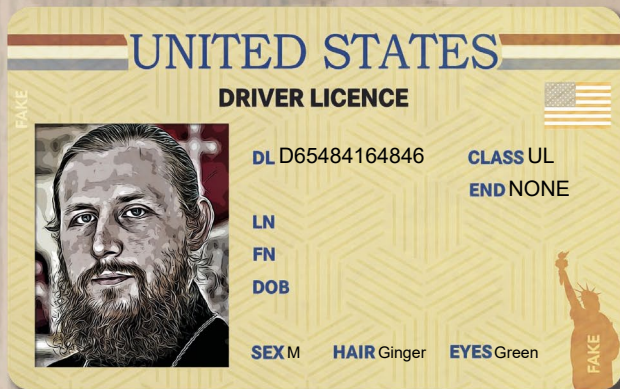 UNITED STATES
DRIVER LICENCE
FAKE
DL D65484164846 CLASS UL
END NONE
LN
FN
DOB
SEX M HAIR Ginger EYES Green
FAKE